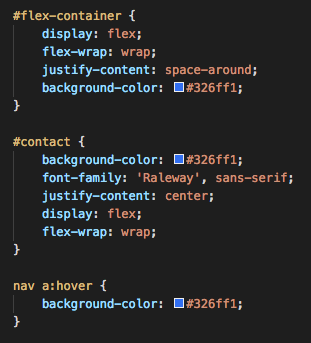 #flex-container {
    display: flex;
    flex-wrap: wrap;
    justify-content: space-around;
    background-color: #326ff1;
}

#contact {
    background-color: #326ff1;
    font-family: 'Raleway', sans-serif;
    justify-content: center;
    display: flex;
    flex-wrap: wrap;
}

nav a:hover {
    background-color: #326ff1;
}